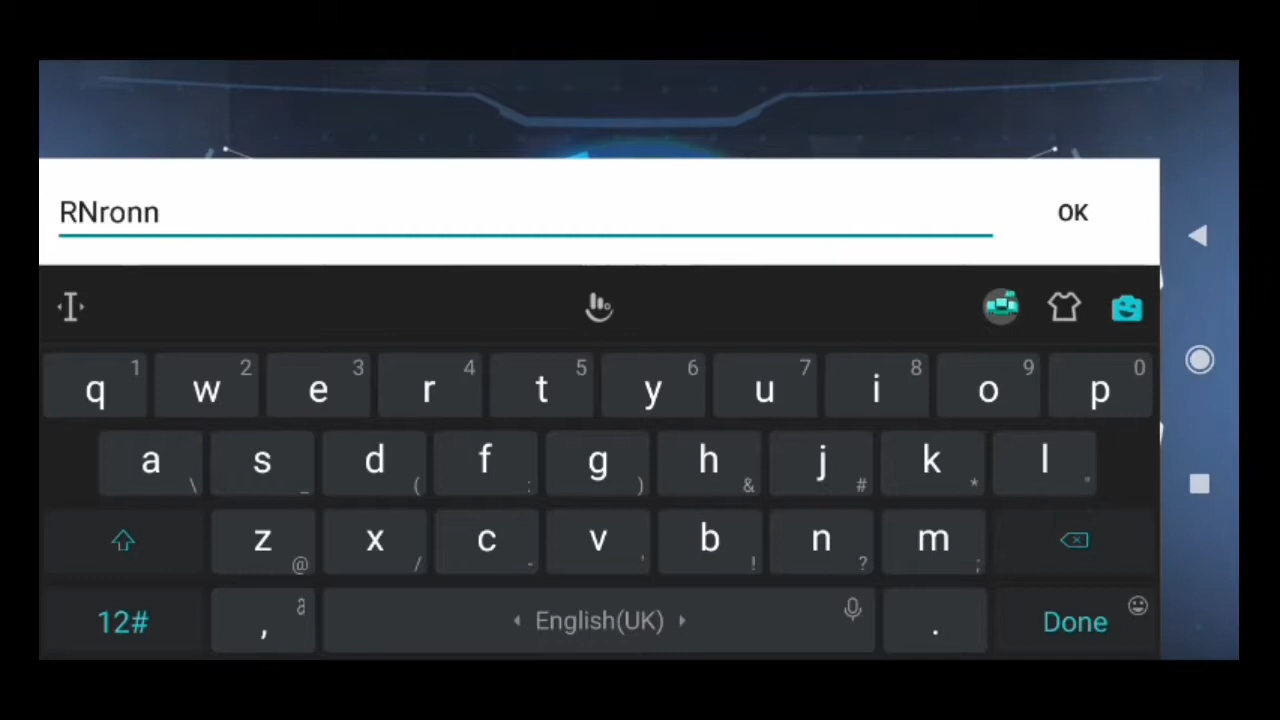 RNronn
OK
q 1 w 2 e 3 r 4 t 5 y 6 u 7 i 8 o 9 p 0
a \ s _ d ( f : g ) h & j # k * l "
z @ x / c - v ' b ! n ? m ;
12# , English(UK) . Done